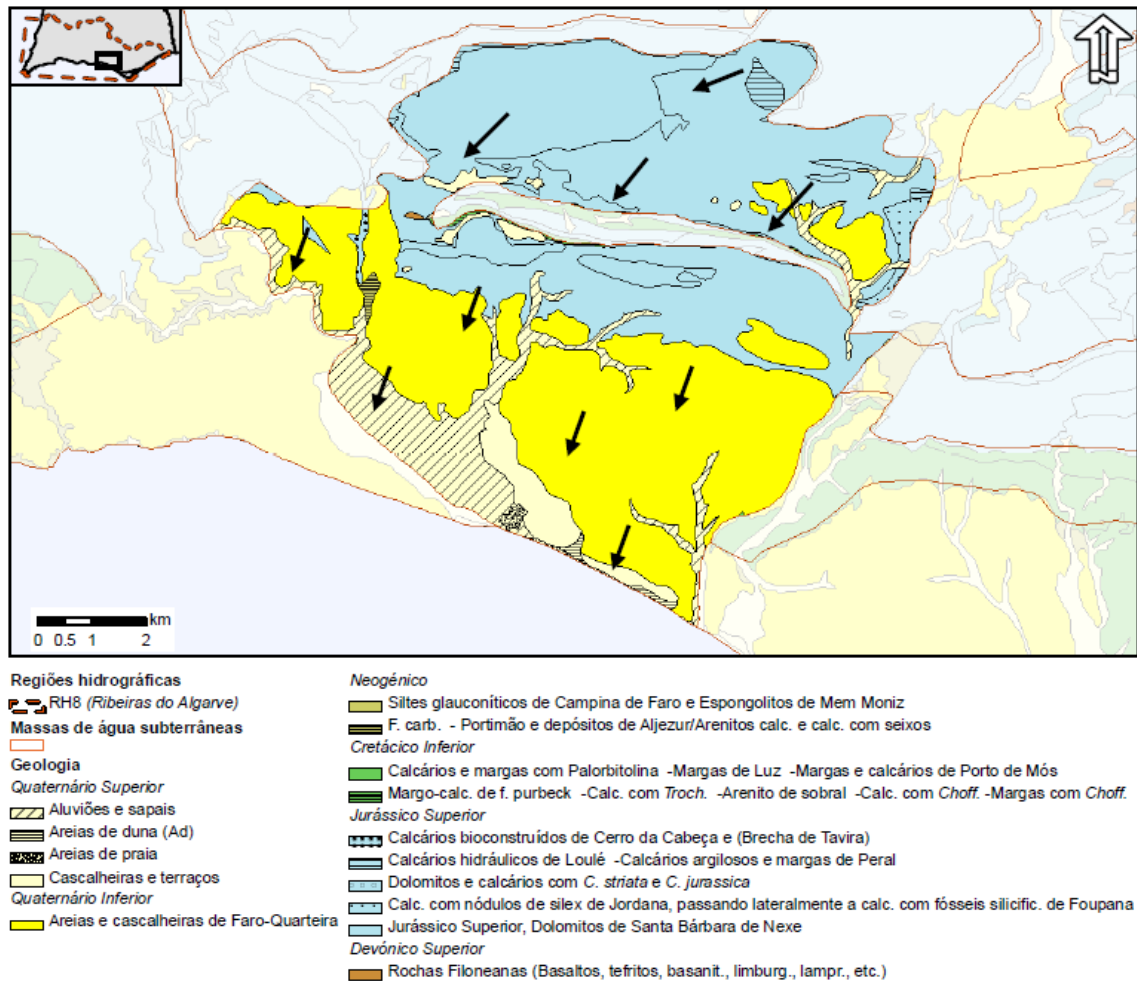 N
km
0 0.5 1 2
Regiões hidrográficas
RH8 (Ribeiras do Algarve)
Massas de água subterrâneas
Geologia
Quaternário Superior
Aluviões e sapais
Areias de duna (Ad)
Areias de praia
Cascalheiras e terraços
Quaternário Inferior
Areias e cascalheiras de Faro-Quarteira
Neogénico
Siltes glauconíticos de Campina de Faro e Espongolitos de Mem Moniz
F. carb. - Portimão e depósitos de Aljezur/Arenitos calc. e calc. com seixos
Cretácico Inferior
Calcários e margas com Palorbitolina -Margas de Luz -Margas e calcários de Porto de Mós
Margo-calc. de f. purbeck -Calc. com Troch. -Arenito de sobral -Calc. com Choff. -Margas com Choff.
Jurássico Superior
Calcários bioconstruídos de Cerro da Cabeça e (Brecha de Tavira)
Calcários hidráulicos de Loulé -Calcários argilosos e margas de Peral
Dolomitos e calcários com C. striata e C. jurassica
Calc. com nódulos de silex de Jordana, passando lateralmente a calc. com fósseis silicific. de Foupana
Jurássico Superior, Dolomitos de Santa Bárbara de Nexe
Devónico Superior
Rochas Filoneanas (Basaltos, tefritos, basanit., limburg., lampr., etc.)